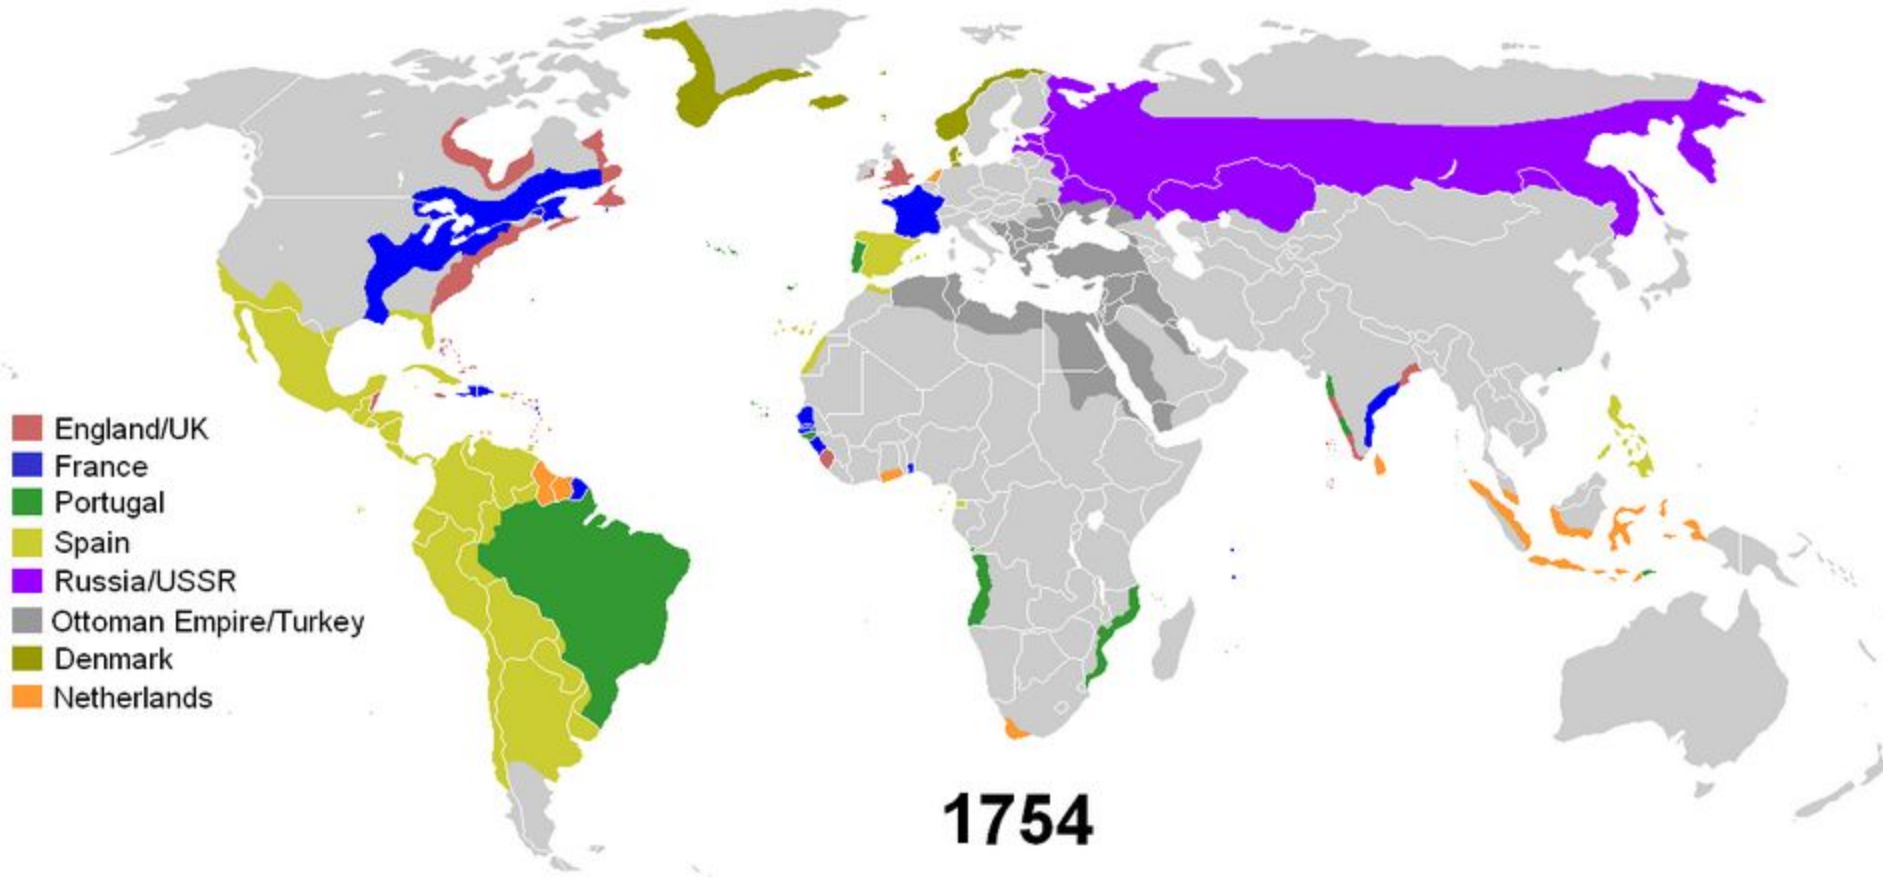 England/UK
France
Portugal
Spain
Russia/USSR
Ottoman Empire/Turkey
Denmark
Netherlands
1754